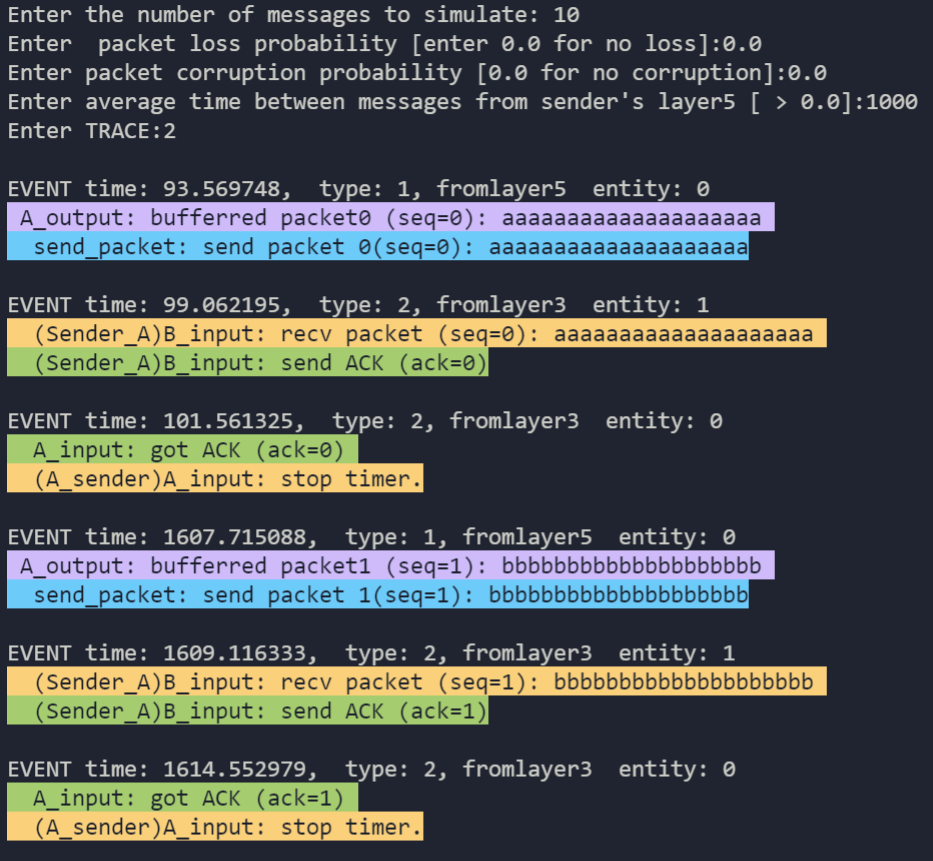 Enter the number of messages to simulate: 10
Enter  packet loss probability [enter 0.0 for no loss]:0.0
Enter packet corruption probability [0.0 for no corruption]:0.0
Enter average time between messages from sender's layer5 [ > 0.0]:1000
Enter TRACE:2
EVENT time: 93.569748,  type: 1, fromlayer5  entity: 0
A_output: bufferred packet0 (seq=0): aaaaaaaaaaaaaaaaaaaa
send_packet: send packet 0(seq=0): aaaaaaaaaaaaaaaaaaaa
EVENT time: 99.062195,  type: 2, fromlayer3  entity: 1
(Sender_A)B_input: recv packet (seq=0): aaaaaaaaaaaaaaaaaaaa
(Sender_A)B_input: send ACK (ack=0)
EVENT time: 101.561325,  type: 2, fromlayer3  entity: 0
A_input: got ACK (ack=0)
(A_sender)A_input: stop timer.
EVENT time: 1607.715088,  type: 1, fromlayer5  entity: 0
A_output: bufferred packet1 (seq=1): bbbbbbbbbbbbbbbbbbbb
send_packet: send packet 1(seq=1): bbbbbbbbbbbbbbbbbbbb
EVENT time: 1609.116333,  type: 2, fromlayer3  entity: 1
(Sender_A)B_input: recv packet (seq=1): bbbbbbbbbbbbbbbbbbbb
(Sender_A)B_input: send ACK (ack=1)
EVENT time: 1614.552979,  type: 2, fromlayer3  entity: 0
A_input: got ACK (ack=1)
(A_sender)A_input: stop timer.